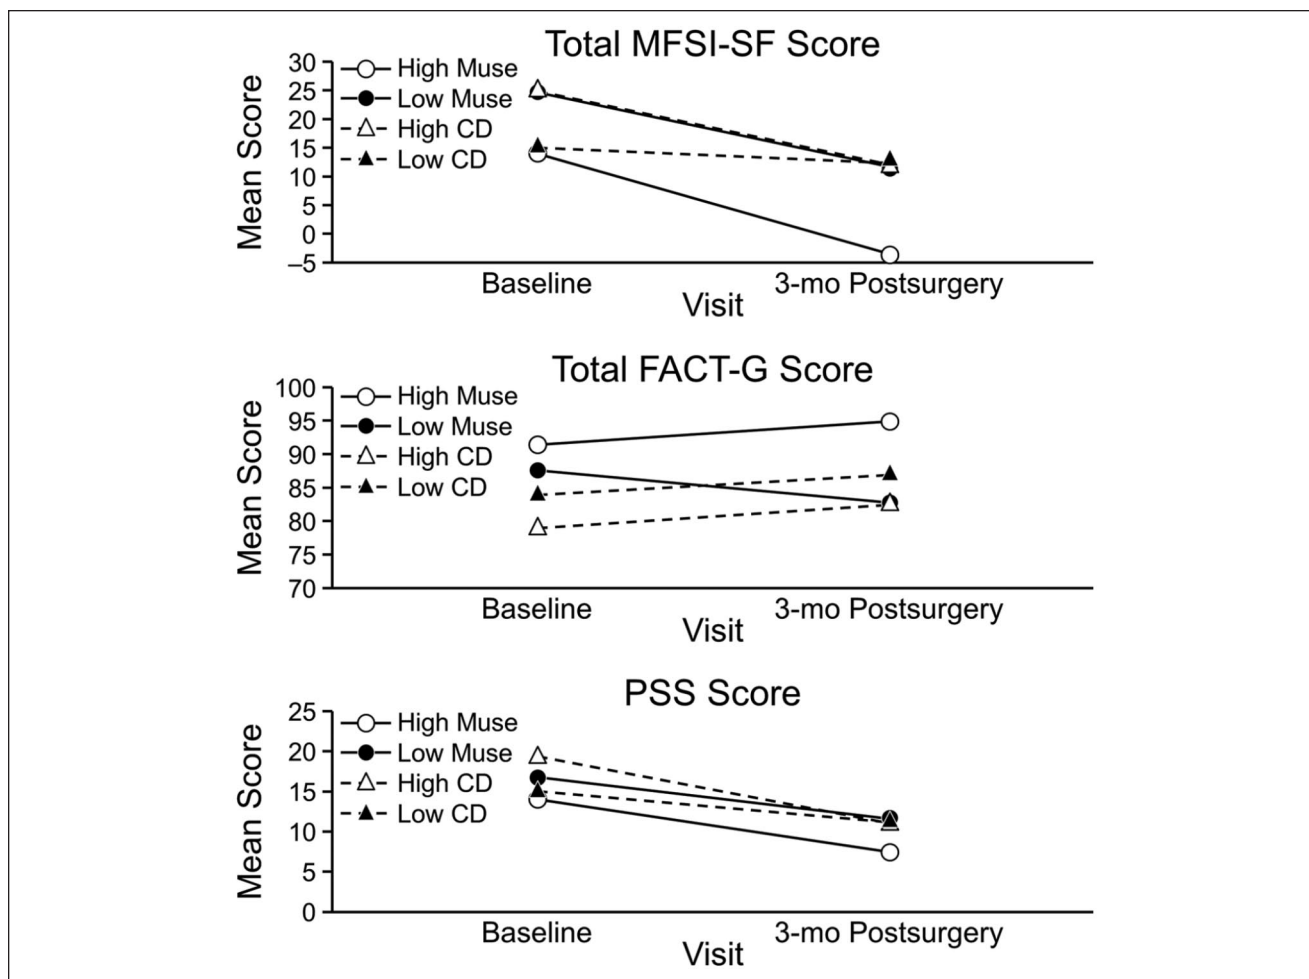 Total MFSI-SF Score
Mean Score
30
25
20
15
10
5
0
–5
High Muse
Low Muse
High CD
Low CD
Baseline
3-mo Postsurgery
Visit
Total FACT-G Score
Mean Score
100
95
90
85
80
75
70
High Muse
Low Muse
High CD
Low CD
Baseline
3-mo Postsurgery
Visit
PSS Score
Mean Score
25
20
15
10
5
0
High Muse
Low Muse
High CD
Low CD
Baseline
3-mo Postsurgery
Visit